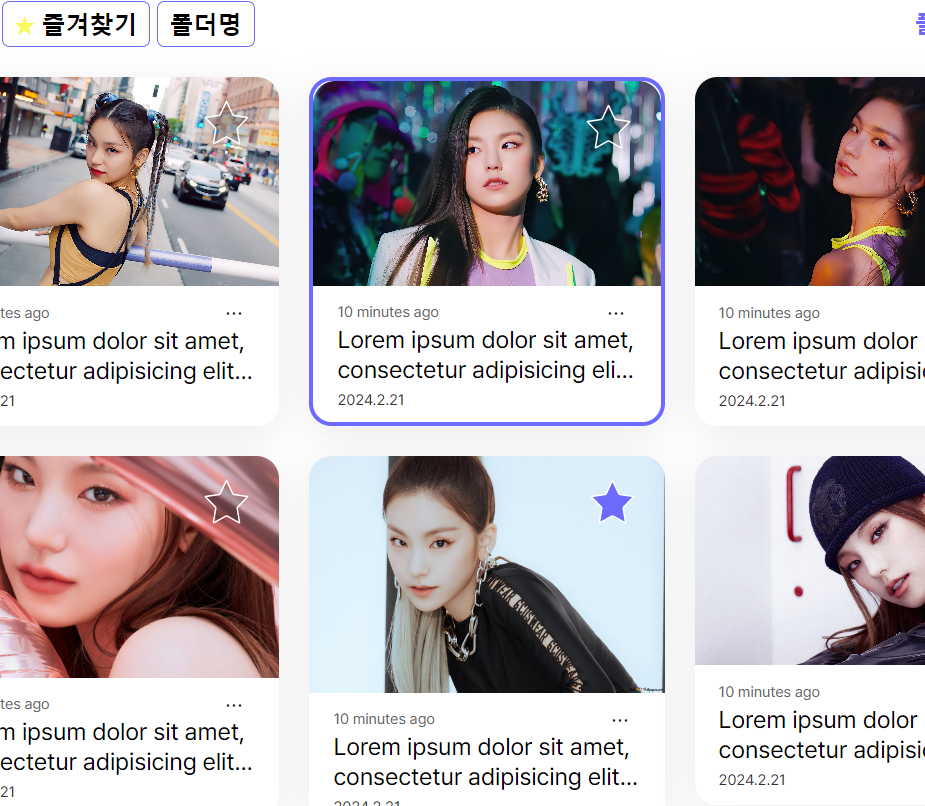 ⭐ 즐겨찾기 폴더명
tes ago ...
m ipsum dolor sit amet,
ectetur adipisicing elit...
21
10 minutes ago ...
Lorem ipsum dolor sit amet,
consectetur adipisicing eli...
2024.2.21
10 minutes ago
Lorem ipsum dolor
consectetur adipisi
2024.2.21
tes ago ...
m ipsum dolor sit amet,
ectetur adipisicing elit...
21
10 minutes ago ...
Lorem ipsum dolor sit amet,
consectetur adipisicing elit...
2024.2.21
10 minutes ago
Lorem ipsum dolor
consectetur adipisi
2024.2.21